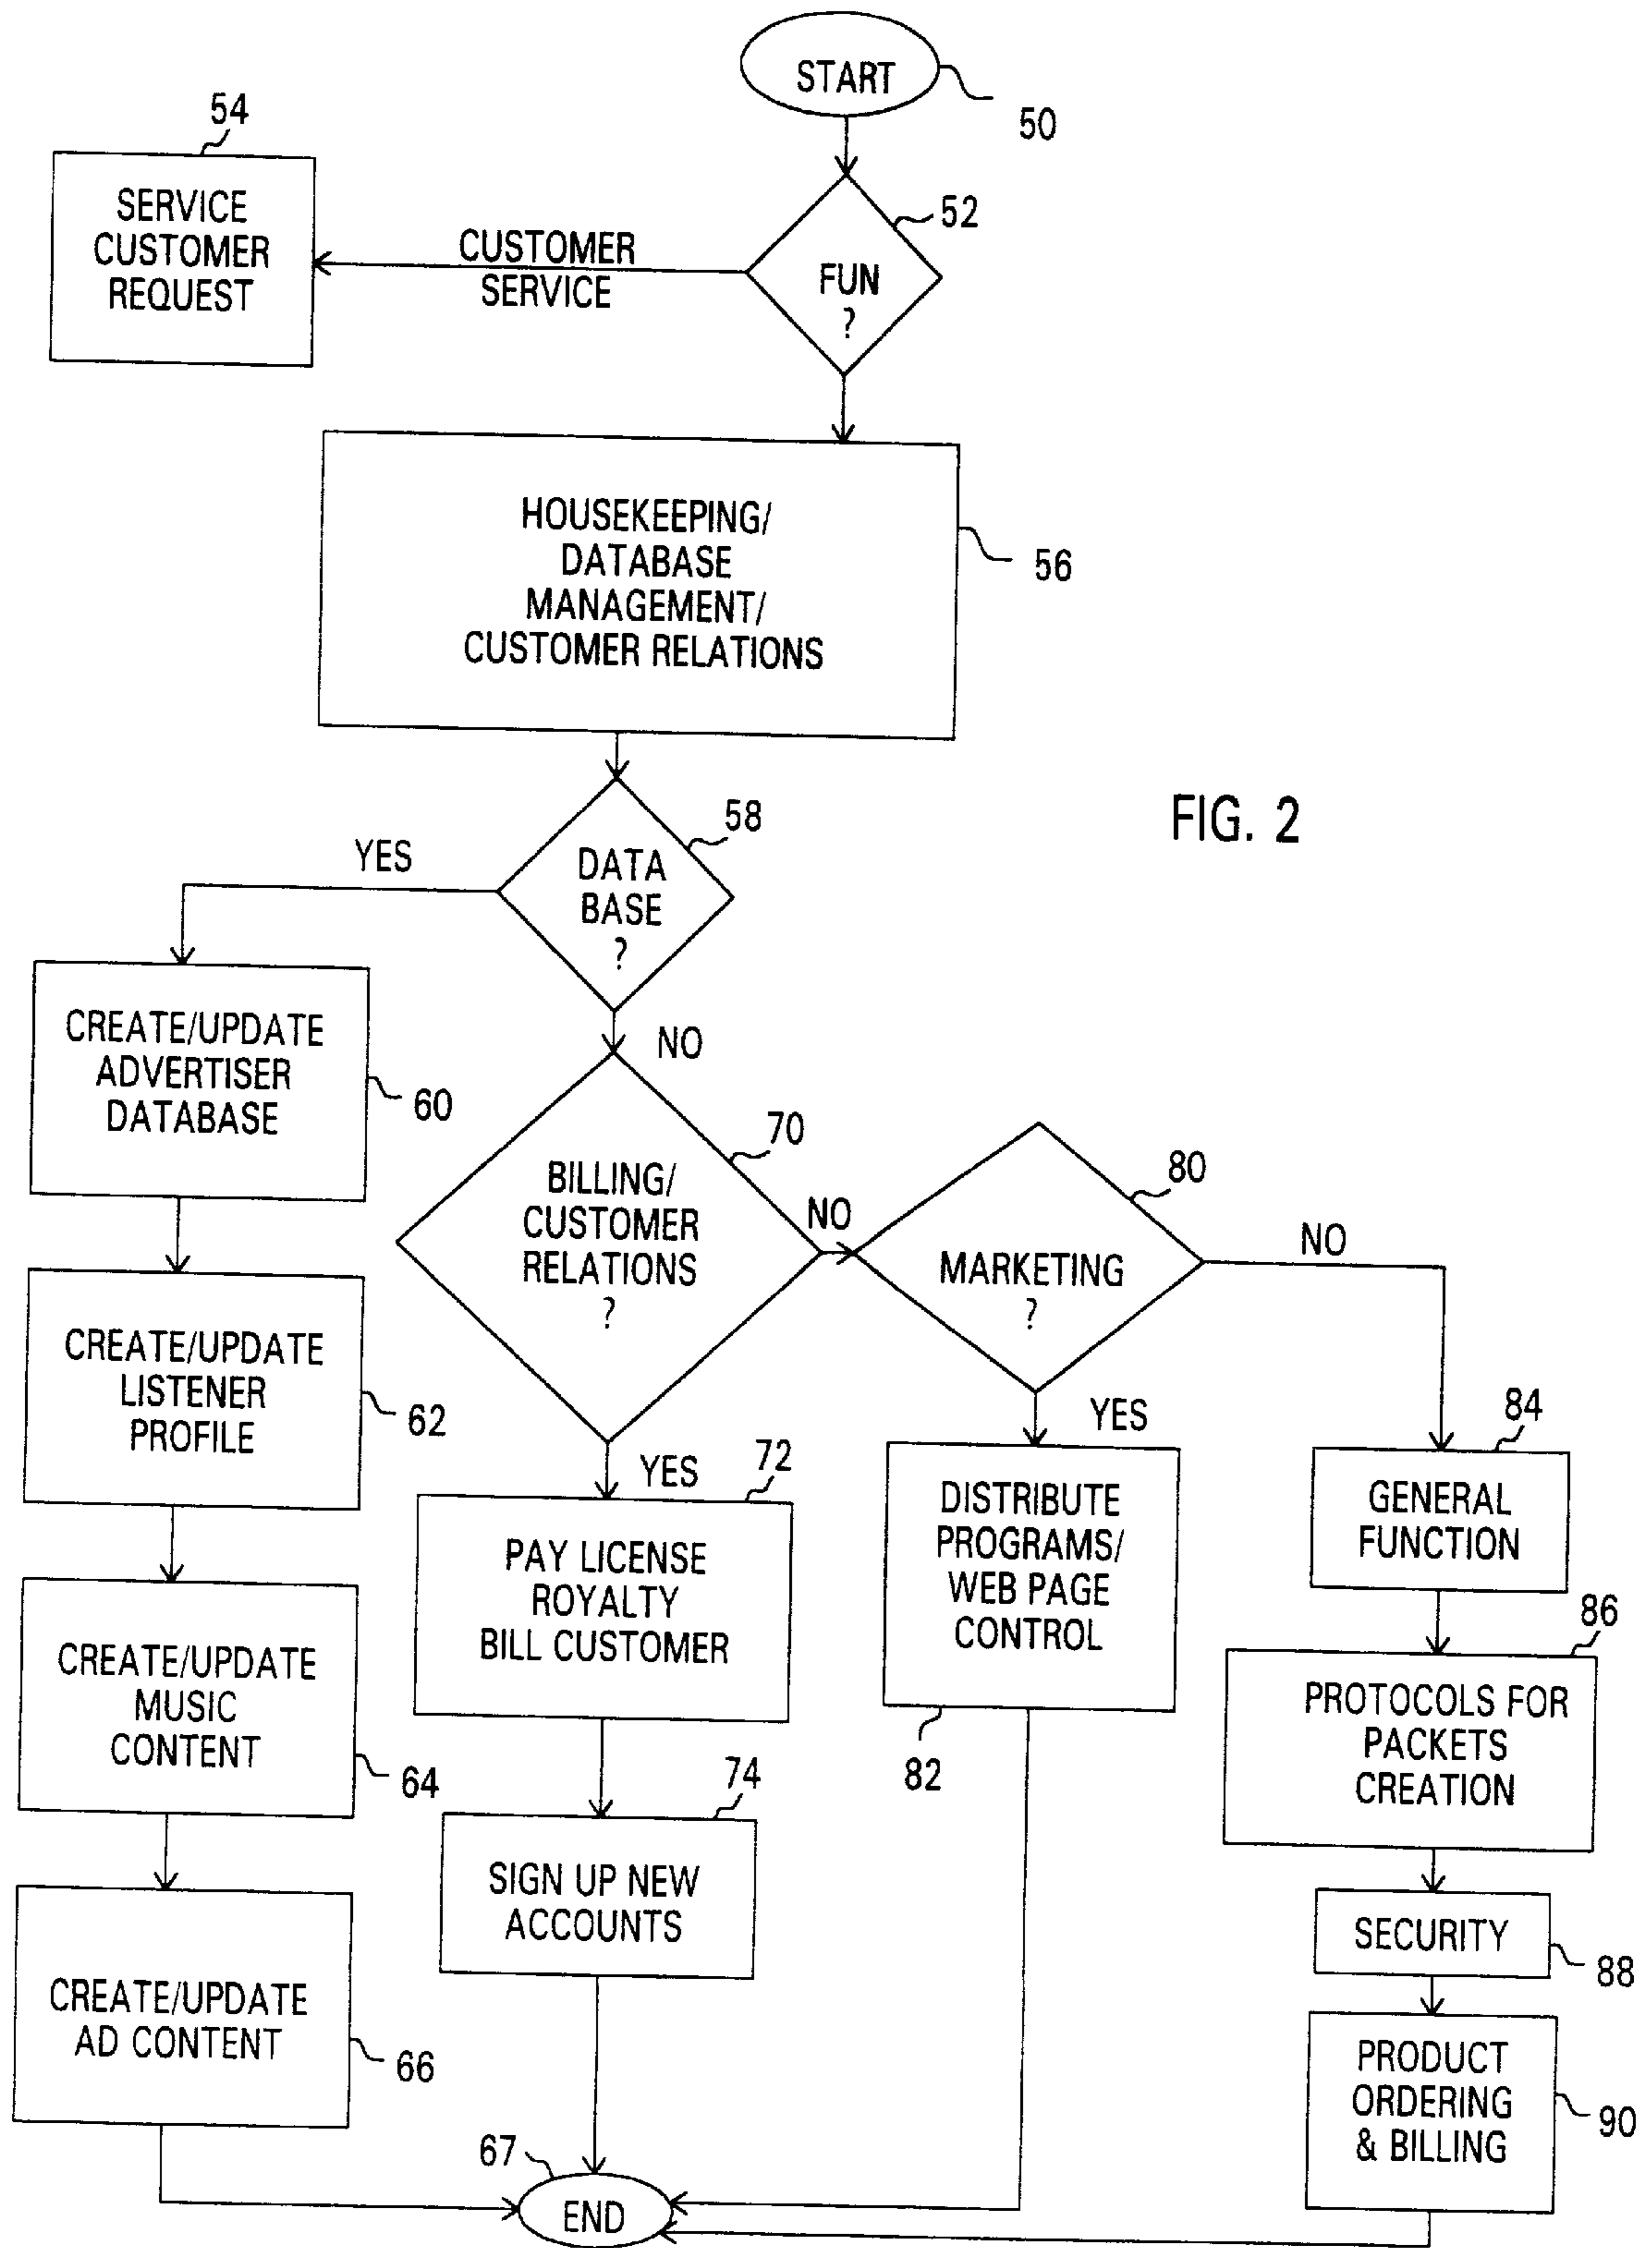 START
50
54
SERVICE
CUSTOMER
REQUEST
CUSTOMER
SERVICE
52
FUN
?
HOUSEKEEPING/
DATABASE
MANAGEMENT/
CUSTOMER RELATIONS
56
FIG. 2
58
DATA
BASE
?
YES
NO
CREATE/UPDATE
ADVERTISER
DATABASE
60
70
BILLING/
CUSTOMER
RELATIONS
?
NO
80
MARKETING
?
NO
CREATE/UPDATE
LISTENER
PROFILE
62
YES
72
PAY LICENSE
ROYALTY
BILL CUSTOMER
YES
DISTRIBUTE
PROGRAMS/
WEB PAGE
CONTROL
82
84
GENERAL
FUNCTION
86
PROTOCOLS FOR
PACKETS
CREATION
CREATE/UPDATE
MUSIC
CONTENT
64
74
SIGN UP NEW
ACCOUNTS
SECURITY
88
CREATE/UPDATE
AD CONTENT
66
PRODUCT
ORDERING
& BILLING
90
67
END